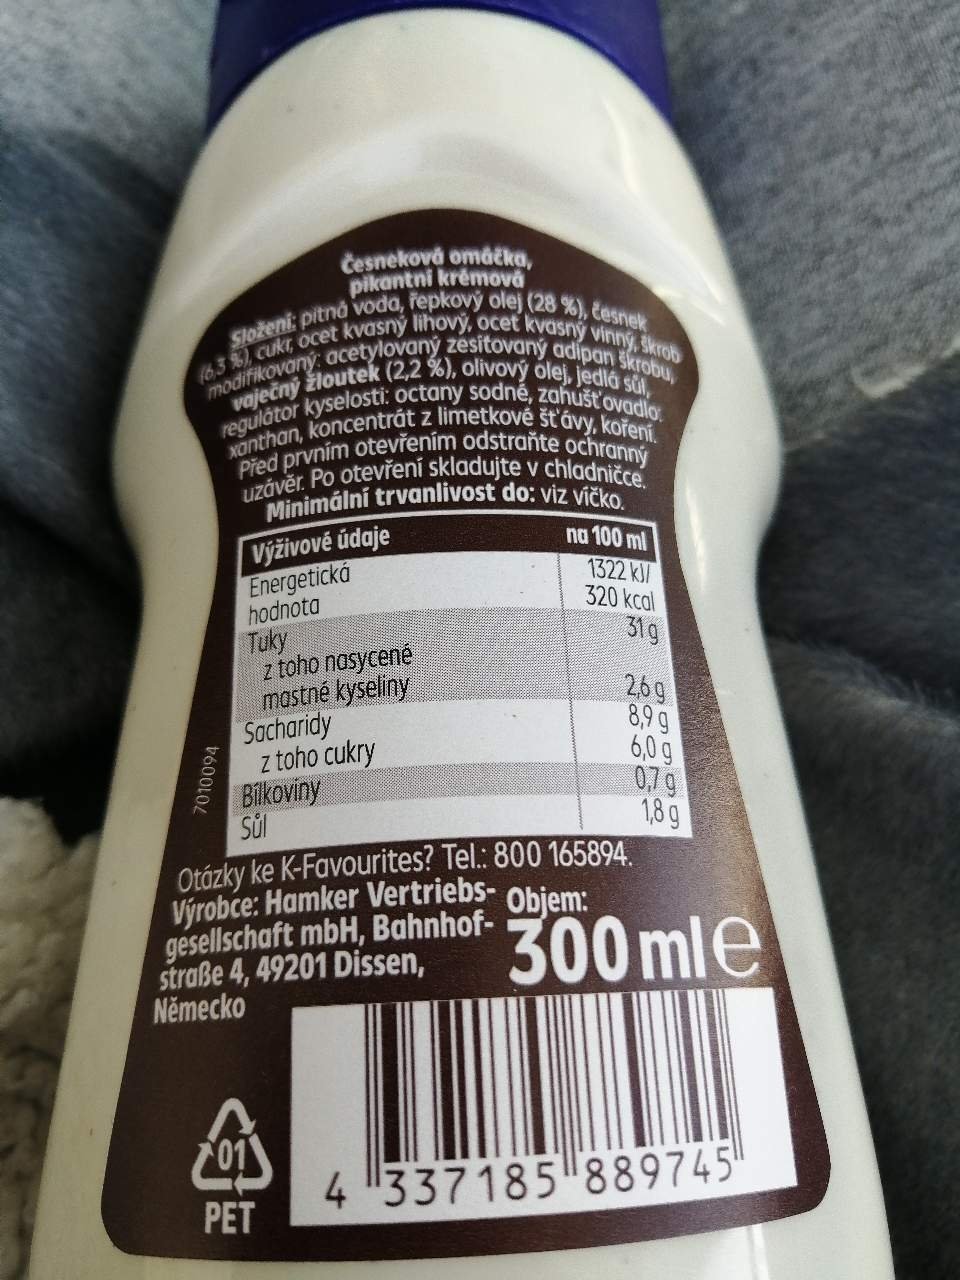 Česneková omáčka,
pikantní krémová
Složení: pitná voda, řepkový olej (28 %), česnek
(6,3 %), cukr, ocet kvasný lihový, ocet kvasný vinný, škrob
modifikovaný: acetylovaný zesíťovaný adipan škrobu,
vaječný žloutek (2,2 %), olivový olej, jedlá sůl,
regulátor kyselosti: octany sodné, zahušťovadlo:
xanthan, koncentrát z limetkové šťávy, koření.
Před prvním otevřením odstraňte ochranný
uzávěr. Po otevření skladujte v chladničce.
Minimální trvanlivost do: viz víčko.
Výživové údaje na 100 ml
Energetická 1322 kJ/
hodnota 320 kcal
Tuky 31 g
z toho nasycené
mastné kyseliny 2,6 g
Sacharidy 8,9 g
z toho cukry 6,0 g
Bílkoviny 0,7 g
Sůl 1,8 g
7010094
Otázky ke K-Favourites? Tel.: 800 165894.
Výrobce: Hamker Vertriebs-
gesellschaft mbH, Bahnhof-
straße 4, 49201 Dissen,
Německo
Objem:
300 ml e
01
PET
4 337185 889745